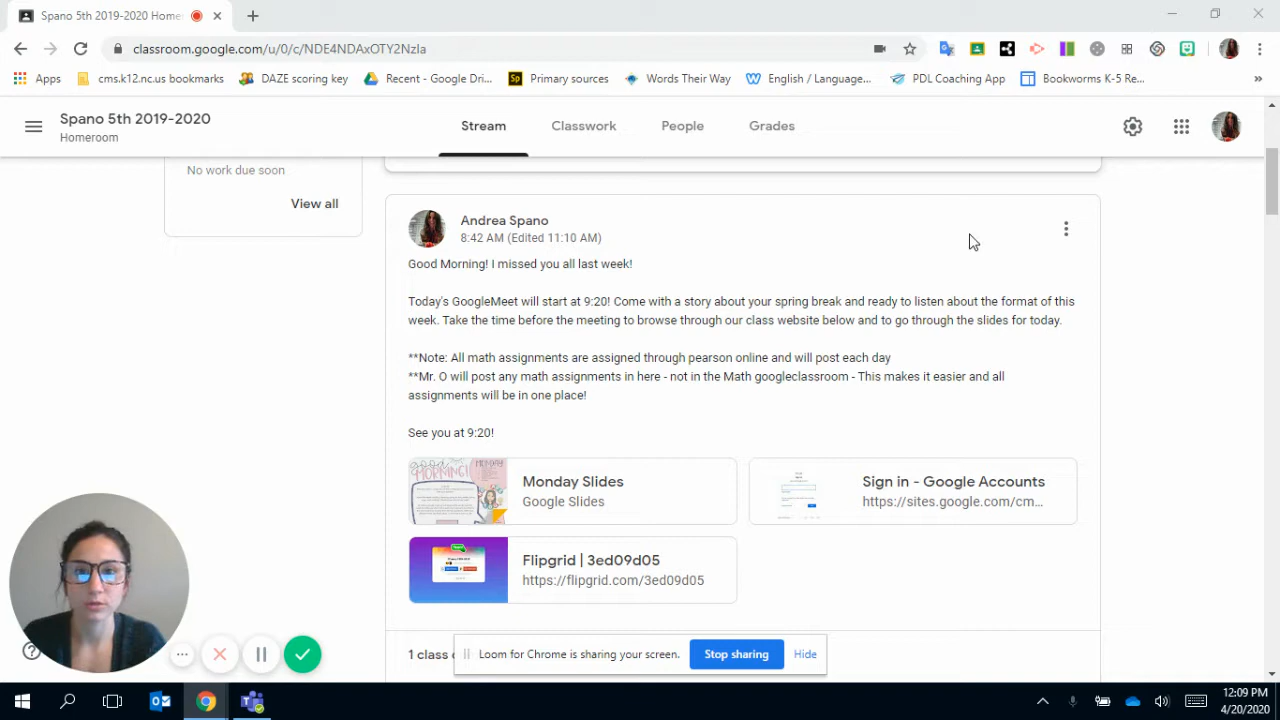 Spano 5th 2019-2020 Home
classroom.google.com/u/0/c/NDE4NDAxOTY2Nzla
Apps cms.k12.nc.us bookmarks DAZE scoring key Recent - Google Dri... Primary sources Words Their Way English / Language... PDL Coaching App Bookworms K-5 Re... »
Spano 5th 2019-2020
Homeroom
Stream Classwork People Grades
No work due soon
View all
Andrea Spano
8:42 AM (Edited 11:10 AM)
Good Morning! I missed you all last week!
Today's GoogleMeet will start at 9:20! Come with a story about your spring break and ready to listen about the format of this
week. Take the time before the meeting to browse through our class website below and to go through the slides for today.
**Note: All math assignments are assigned through pearson online and will post each day
**Mr. O will post any math assignments in here - not in the Math googleclassroom - This makes it easier and all
assignments will be in one place!
See you at 9:20!
Monday Slides
Google Slides
Sign in - Google Accounts
https://sites.google.com/cm...
Flipgrid | 3ed09d05
https://flipgrid.com/3ed09d05
1 class
Loom for Chrome is sharing your screen. Stop sharing Hide
12:09 PM
4/20/2020